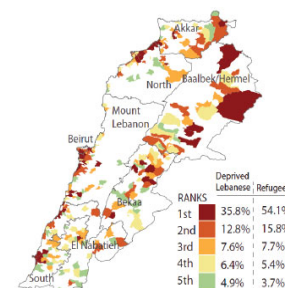 Akkar
North
Baalbek/Hermel
Mount
Lebanon
Beirut
Bekaa
El Nabatieh
South
Deprived
Lebanese Refugee
RANKS
1st 35.8% 54.1
2nd 12.8% 15.8
3rd 7.6% 7.7%
4th 6.4% 5.4%
5th 4.9% 3.7%